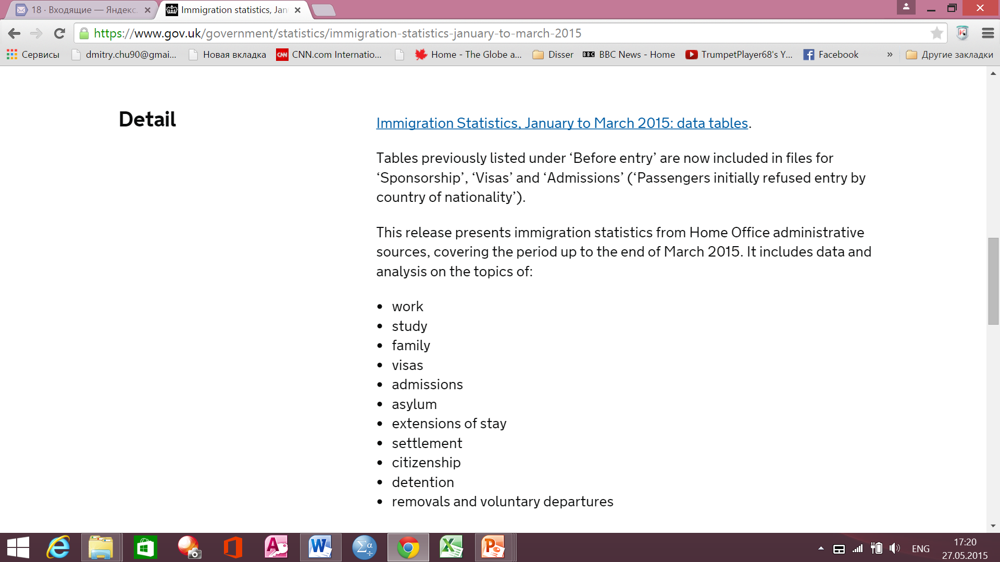 18 · Входящие — Яндекс.
Immigration statistics, Jan
https://www.gov.uk/government/statistics/immigration-statistics-january-to-march-2015
Сервисы dmitry.chu90@gmai... Новая вкладка CNN CNN.com Internatio... Home - The Globe a... Disser BBC BBC News - Home TrumpetPlayer68's Y... Facebook » Другие закладки
Detail
Immigration Statistics, January to March 2015: data tables.
Tables previously listed under ‘Before entry’ are now included in files for
‘Sponsorship’, ‘Visas’ and ‘Admissions’ (‘Passengers initially refused entry by
country of nationality’).
This release presents immigration statistics from Home Office administrative
sources, covering the period up to the end of March 2015. It includes data and
analysis on the topics of:
• work
• study
• family
• visas
• admissions
• asylum
• extensions of stay
• settlement
• citizenship
• detention
• removals and voluntary departures
ENG
17:20
27.05.2015